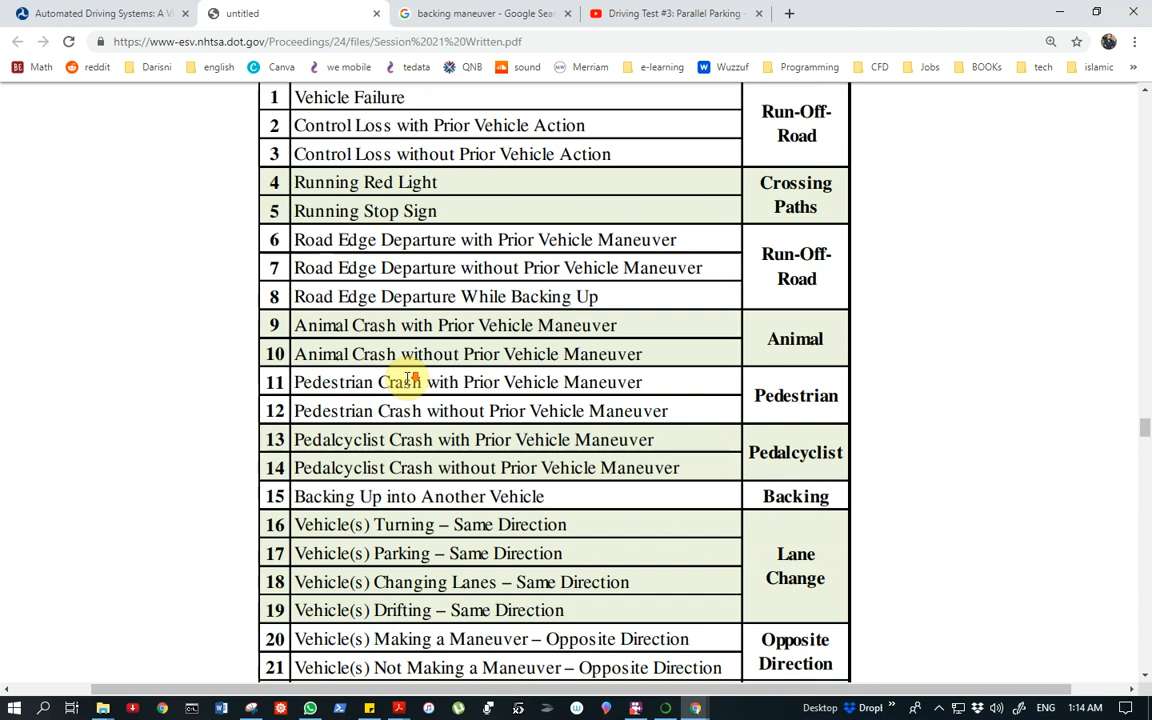 Automated Driving Systems: A V
untitled
backing maneuver - Google Sear
Driving Test #3: Parallel Parking -
https://www-esv.nhtsa.dot.gov/Proceedings/24/files/Session%2021%20Written.pdf
BE Math
reddit
Darisni
english
Canva
we mobile
tedata
QNB
sound
MW Merriam
e-learning
W Wuzzuf
Programming
CFD
Jobs
BOOKs
tech
islamic
»
1 Vehicle Failure
2 Control Loss with Prior Vehicle Action
3 Control Loss without Prior Vehicle Action
Run-Off-
Road
4 Running Red Light
5 Running Stop Sign
Crossing
Paths
6 Road Edge Departure with Prior Vehicle Maneuver
7 Road Edge Departure without Prior Vehicle Maneuver
8 Road Edge Departure While Backing Up
Run-Off-
Road
9 Animal Crash with Prior Vehicle Maneuver
10 Animal Crash without Prior Vehicle Maneuver
Animal
11 Pedestrian Crash with Prior Vehicle Maneuver
12 Pedestrian Crash without Prior Vehicle Maneuver
Pedestrian
13 Pedalcyclist Crash with Prior Vehicle Maneuver
14 Pedalcyclist Crash without Prior Vehicle Maneuver
Pedalcyclist
15 Backing Up into Another Vehicle
Backing
16 Vehicle(s) Turning – Same Direction
17 Vehicle(s) Parking – Same Direction
18 Vehicle(s) Changing Lanes – Same Direction
19 Vehicle(s) Drifting – Same Direction
Lane
Change
20 Vehicle(s) Making a Maneuver – Opposite Direction
21 Vehicle(s) Not Making a Maneuver – Opposite Direction
Opposite
Direction
Desktop
Dropl
»
ENG
1:14 AM